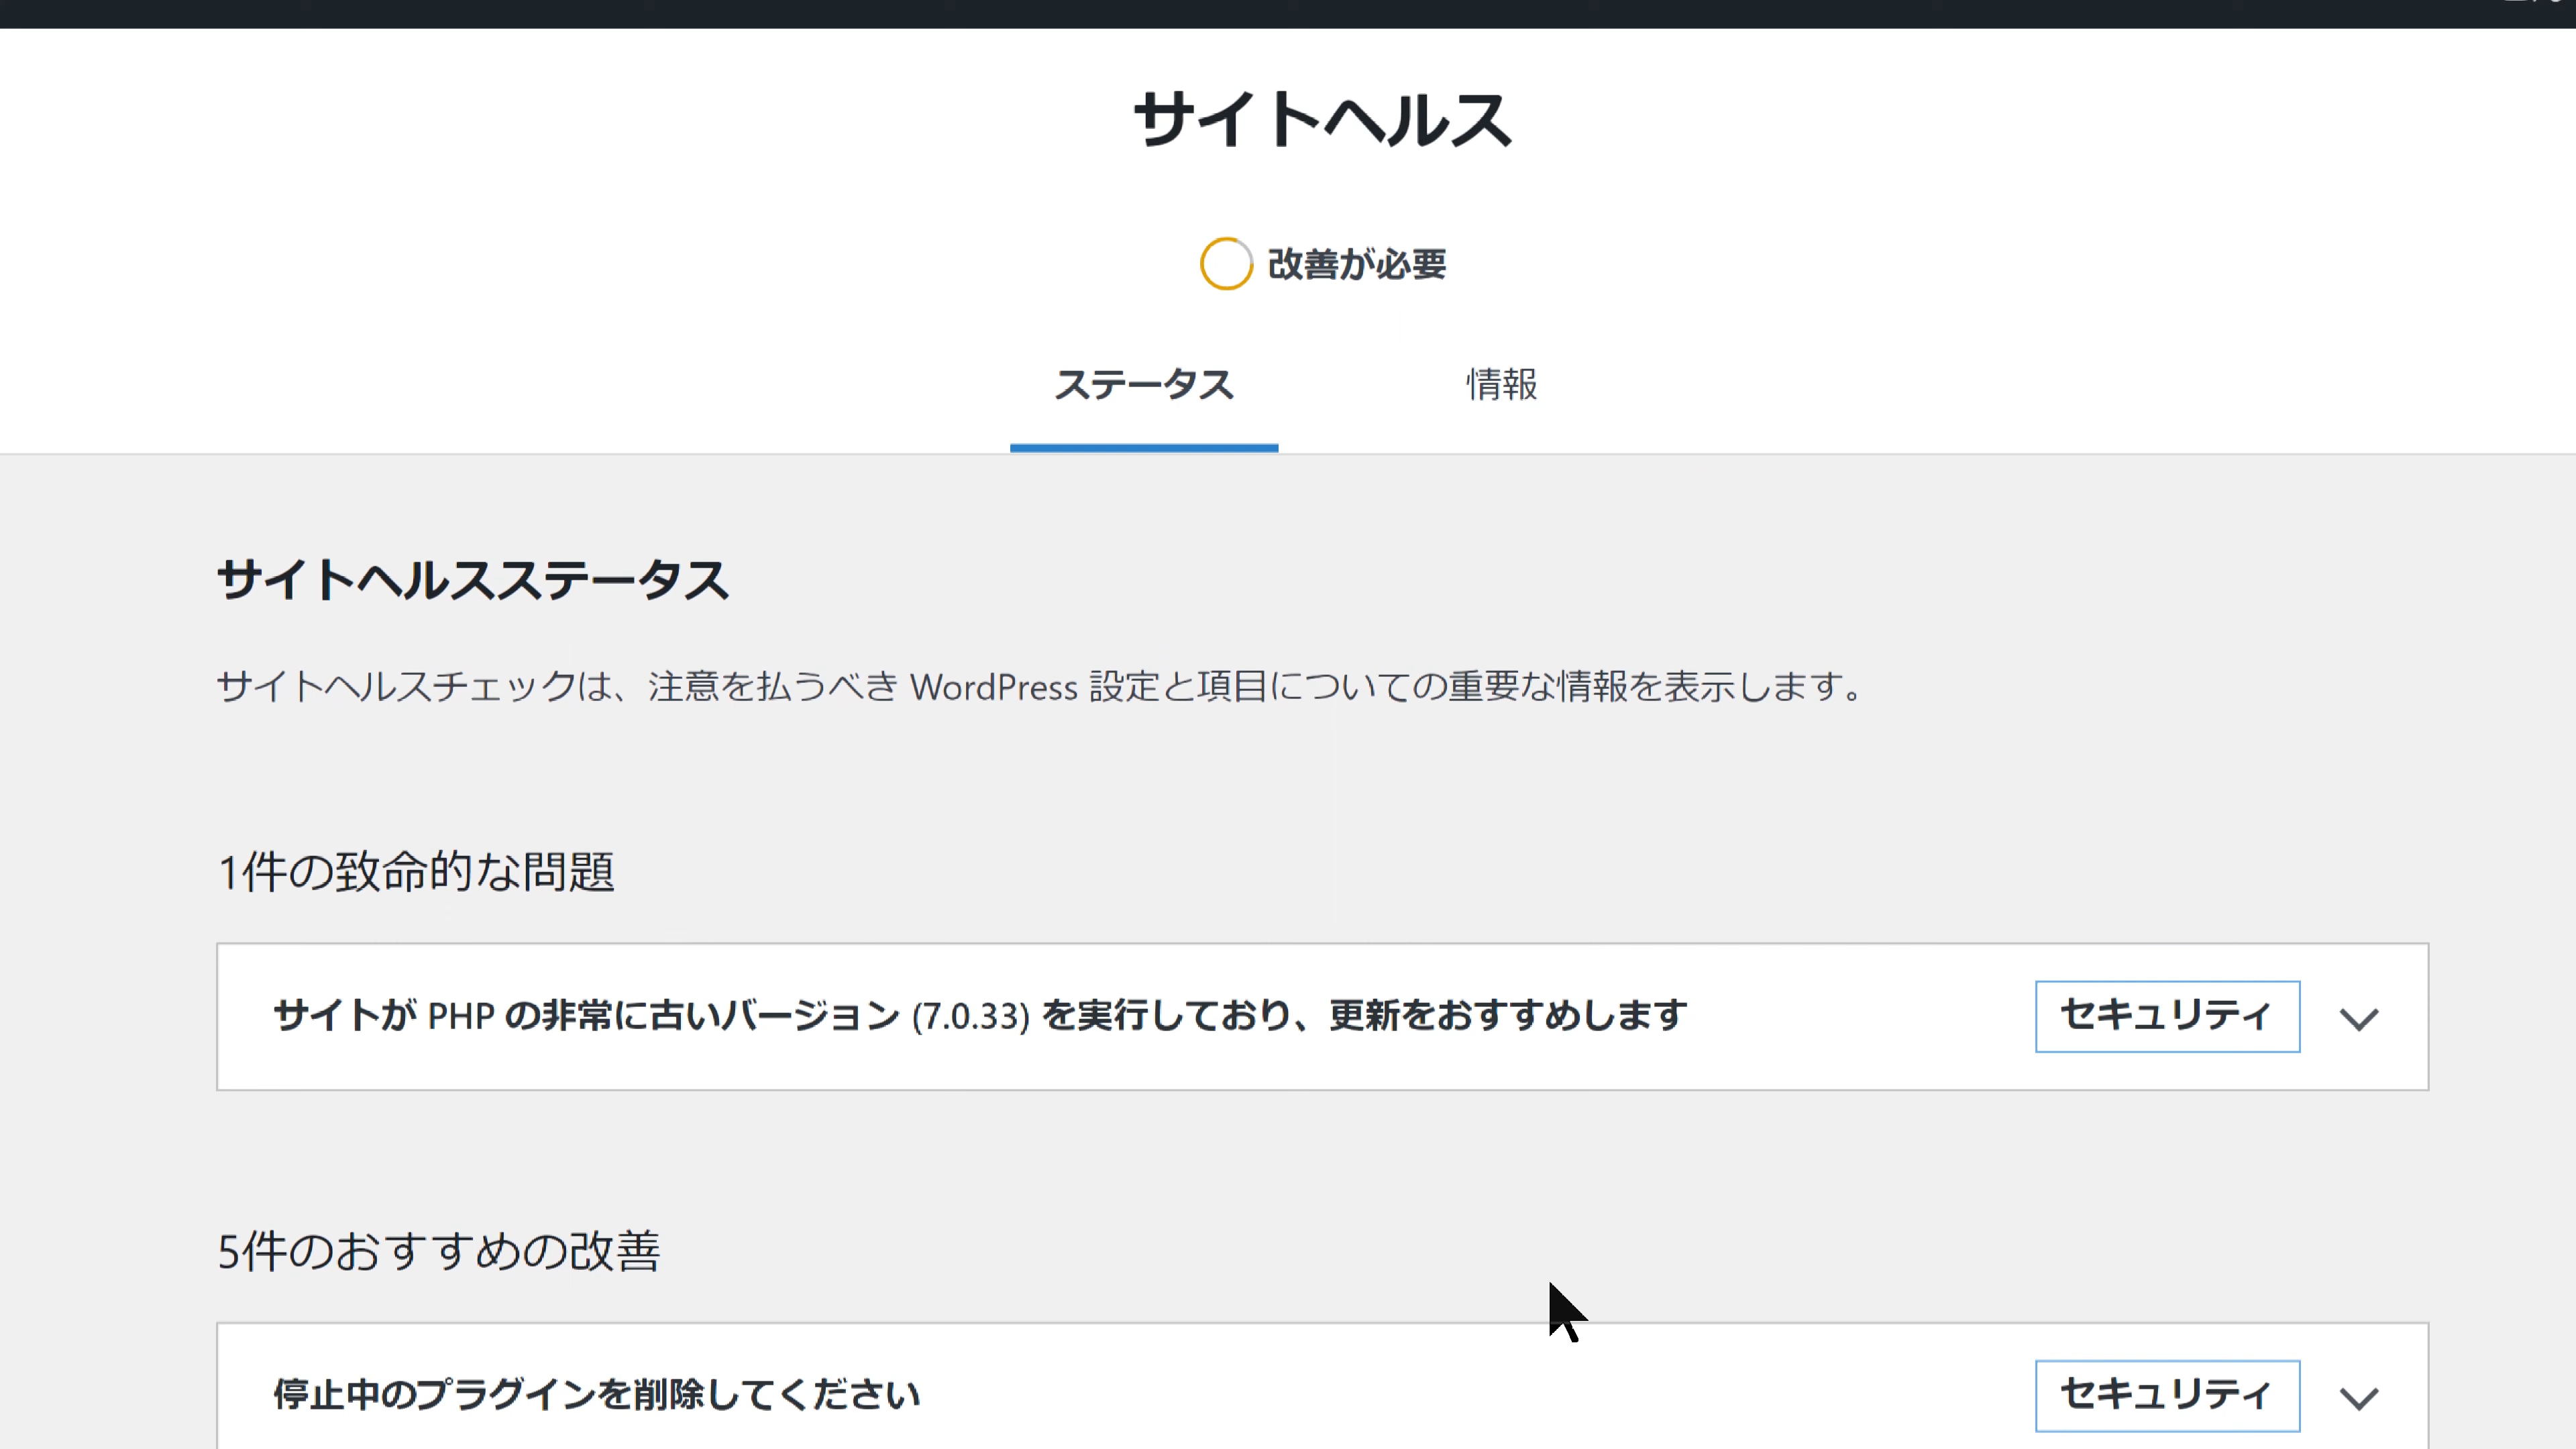 サイトヘルス
改善が必要
ステータス 情報
サイトヘルスステータス
サイトヘルスチェックは、注意を払うべき WordPress 設定と項目についての重要な情報を表示します。
1件の致命的な問題
サイトが PHP の非常に古いバージョン (7.0.33) を実行しており、更新をおすすめします セキュリティ
5件のおすすめの改善
停止中のプラグインを削除してください セキュリティ